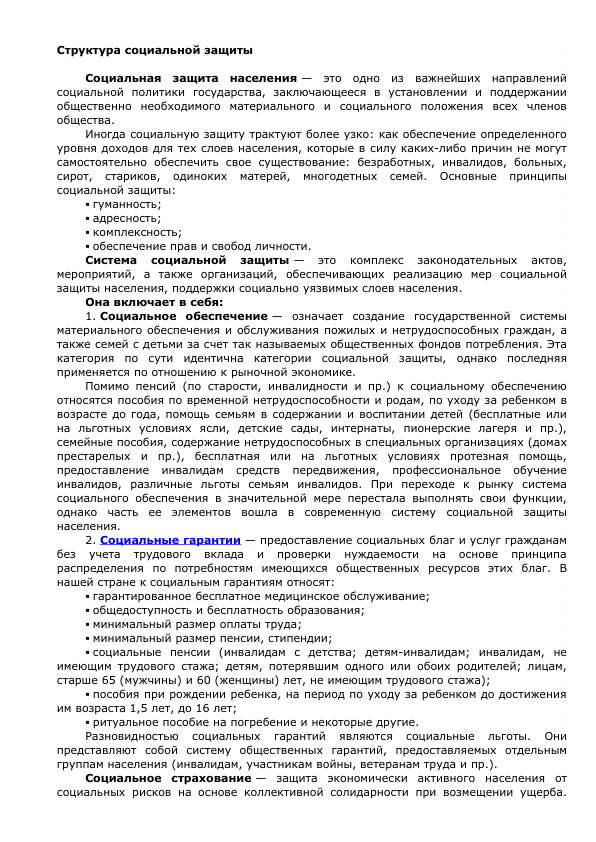 Структура социальной защиты
Социальная защита населения — это одно из важнейших направлений
социальной политики государства, заключающееся в установлении и поддержании
общественно необходимого материального и социального положения всех членов
общества.
Иногда социальную защиту трактуют более узко: как обеспечение определенного
уровня доходов для тех слоев населения, которые в силу каких-либо причин не могут
самостоятельно обеспечить свое существование: безработных, инвалидов, больных,
сирот, стариков, одиноких матерей, многодетных семей. Основные принципы
социальной защиты:
▪ гуманность;
▪ адресность;
▪ комплексность;
▪ обеспечение прав и свобод личности.
Система социальной защиты — это комплекс законодательных актов,
мероприятий, а также организаций, обеспечивающих реализацию мер социальной
защиты населения, поддержки социально уязвимых слоев населения.
Она включает в себя:
1. Социальное обеспечение — означает создание государственной системы
материального обеспечения и обслуживания пожилых и нетрудоспособных граждан, а
также семей с детьми за счет так называемых общественных фондов потребления. Эта
категория по сути идентична категории социальной защиты, однако последняя
применяется по отношению к рыночной экономике.
Помимо пенсий (по старости, инвалидности и пр.) к социальному обеспечению
относятся пособия по временной нетрудоспособности и родам, по уходу за ребенком в
возрасте до года, помощь семьям в содержании и воспитании детей (бесплатные или
на льготных условиях ясли, детские сады, интернаты, пионерские лагеря и пр.),
семейные пособия, содержание нетрудоспособных в специальных организациях (домах
престарелых и пр.), бесплатная или на льготных условиях протезная помощь,
предоставление инвалидам средств передвижения, профессиональное обучение
инвалидов, различные льготы семьям инвалидов. При переходе к рынку система
социального обеспечения в значительной мере перестала выполнять свои функции,
однако часть ее элементов вошла в современную систему социальной защиты
населения.
2. Социальные гарантии — предоставление социальных благ и услуг гражданам
без учета трудового вклада и проверки нуждаемости на основе принципа
распределения по потребностям имеющихся общественных ресурсов этих благ. В
нашей стране к социальным гарантиям относят:
▪ гарантированное бесплатное медицинское обслуживание;
▪ общедоступность и бесплатность образования;
▪ минимальный размер оплаты труда;
▪ минимальный размер пенсии, стипендии;
▪ социальные пенсии (инвалидам с детства; детям-инвалидам; инвалидам, не
имеющим трудового стажа; детям, потерявшим одного или обоих родителей; лицам,
старше 65 (мужчины) и 60 (женщины) лет, не имеющим трудового стажа);
▪ пособия при рождении ребенка, на период по уходу за ребенком до достижения
им возраста 1,5 лет, до 16 лет;
▪ ритуальное пособие на погребение и некоторые другие.
Разновидностью социальных гарантий являются социальные льготы. Они
представляют собой систему общественных гарантий, предоставляемых отдельным
группам населения (инвалидам, участникам войны, ветеранам труда и пр.).
Социальное страхование — защита экономически активного населения от
социальных рисков на основе коллективной солидарности при возмещении ущерба.